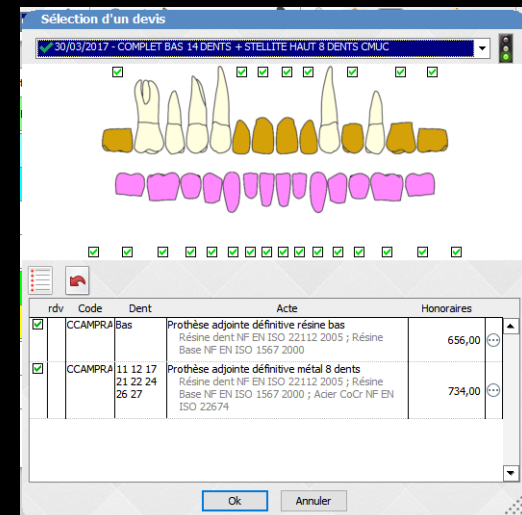 Sélection d'un devis
30/03/2017 - COMPLET BAS 14 DENTS + STELLITE HAUT 8 DENTS CMUC
rdv Code Dent Acte Honoraires
CCAMPRA Bas Prothèse adjointe définitive résine bas 656,00
Résine dent NF EN ISO 22112 2005 ; Résine
Base NF EN ISO 1567 2000
CCAMPRA 11 12 17 Prothèse adjointe définitive métal 8 dents 734,00
21 22 24 Résine dent NF EN ISO 22112 2005 ; Résine
26 27 Base NF EN ISO 1567 2000 ; Acier CoCr NF EN
ISO 22674
Ok Annuler